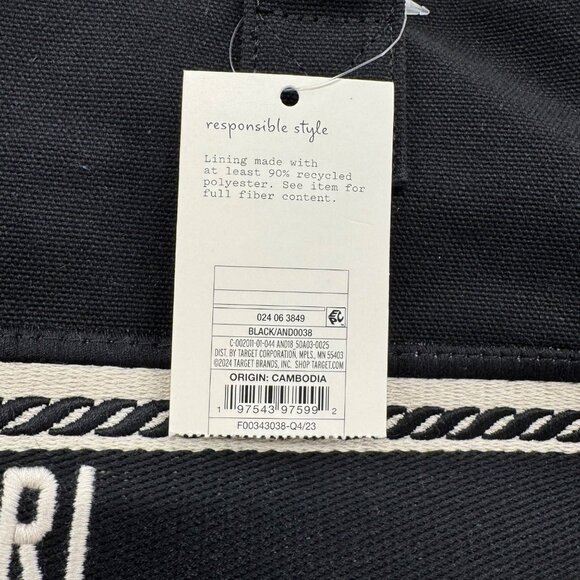 responsible style
Lining made with
at least 90% recycled
polyester. See item for
full fiber content.
024 06 3849
BLACK/AND0038
C-002011-01-044 AND18_50A03-0025
DIST. BY TARGET CORPORATION, MPLS, MN 55403
©2024 TARGET BRANDS, INC. SHOP TARGET.COM
ORIGIN: CAMBODIA
1 97543 97599 2
F00343038-Q4/23
RI